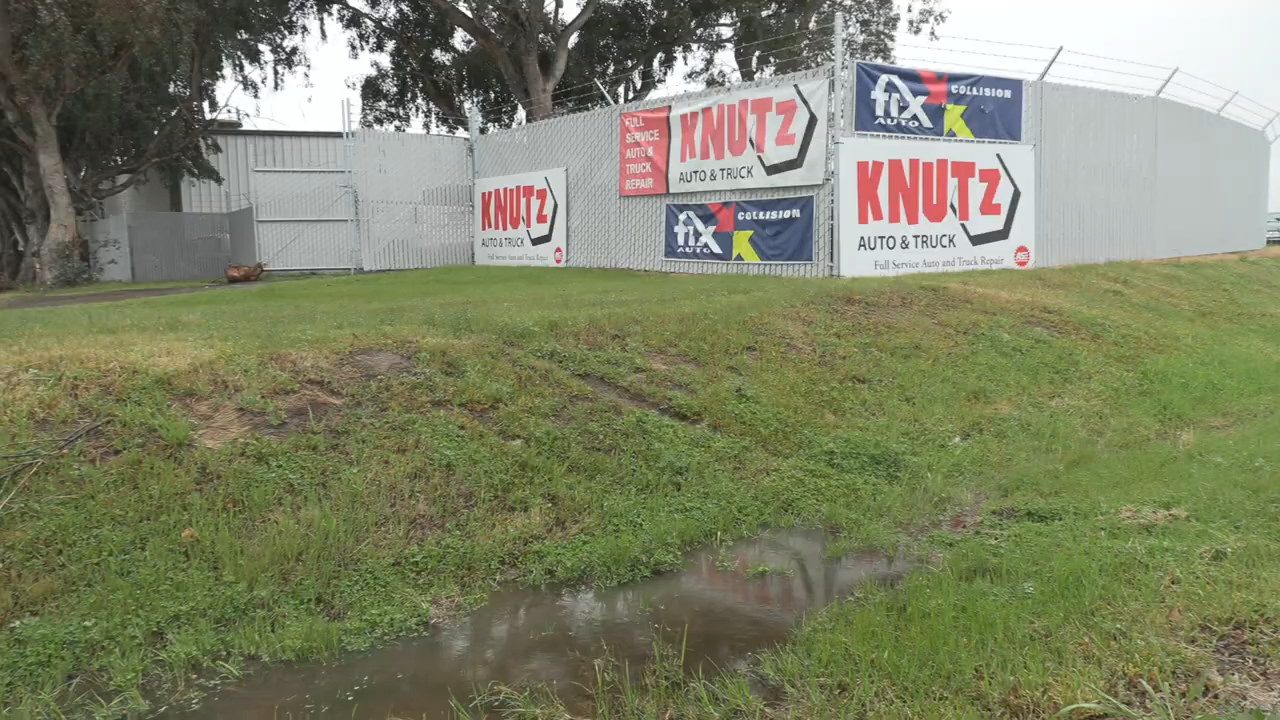 KNUTZ
AUTO & TRUCK
Full Service Auto and Truck Repair
FULL
SERVICE
AUTO &
TRUCK
REPAIR
KNUTZ
AUTO & TRUCK
fix
AUTO
COLLISION
fix
AUTO
COLLISION
KNUTZ
AUTO & TRUCK
Full Service Auto and Truck Repair